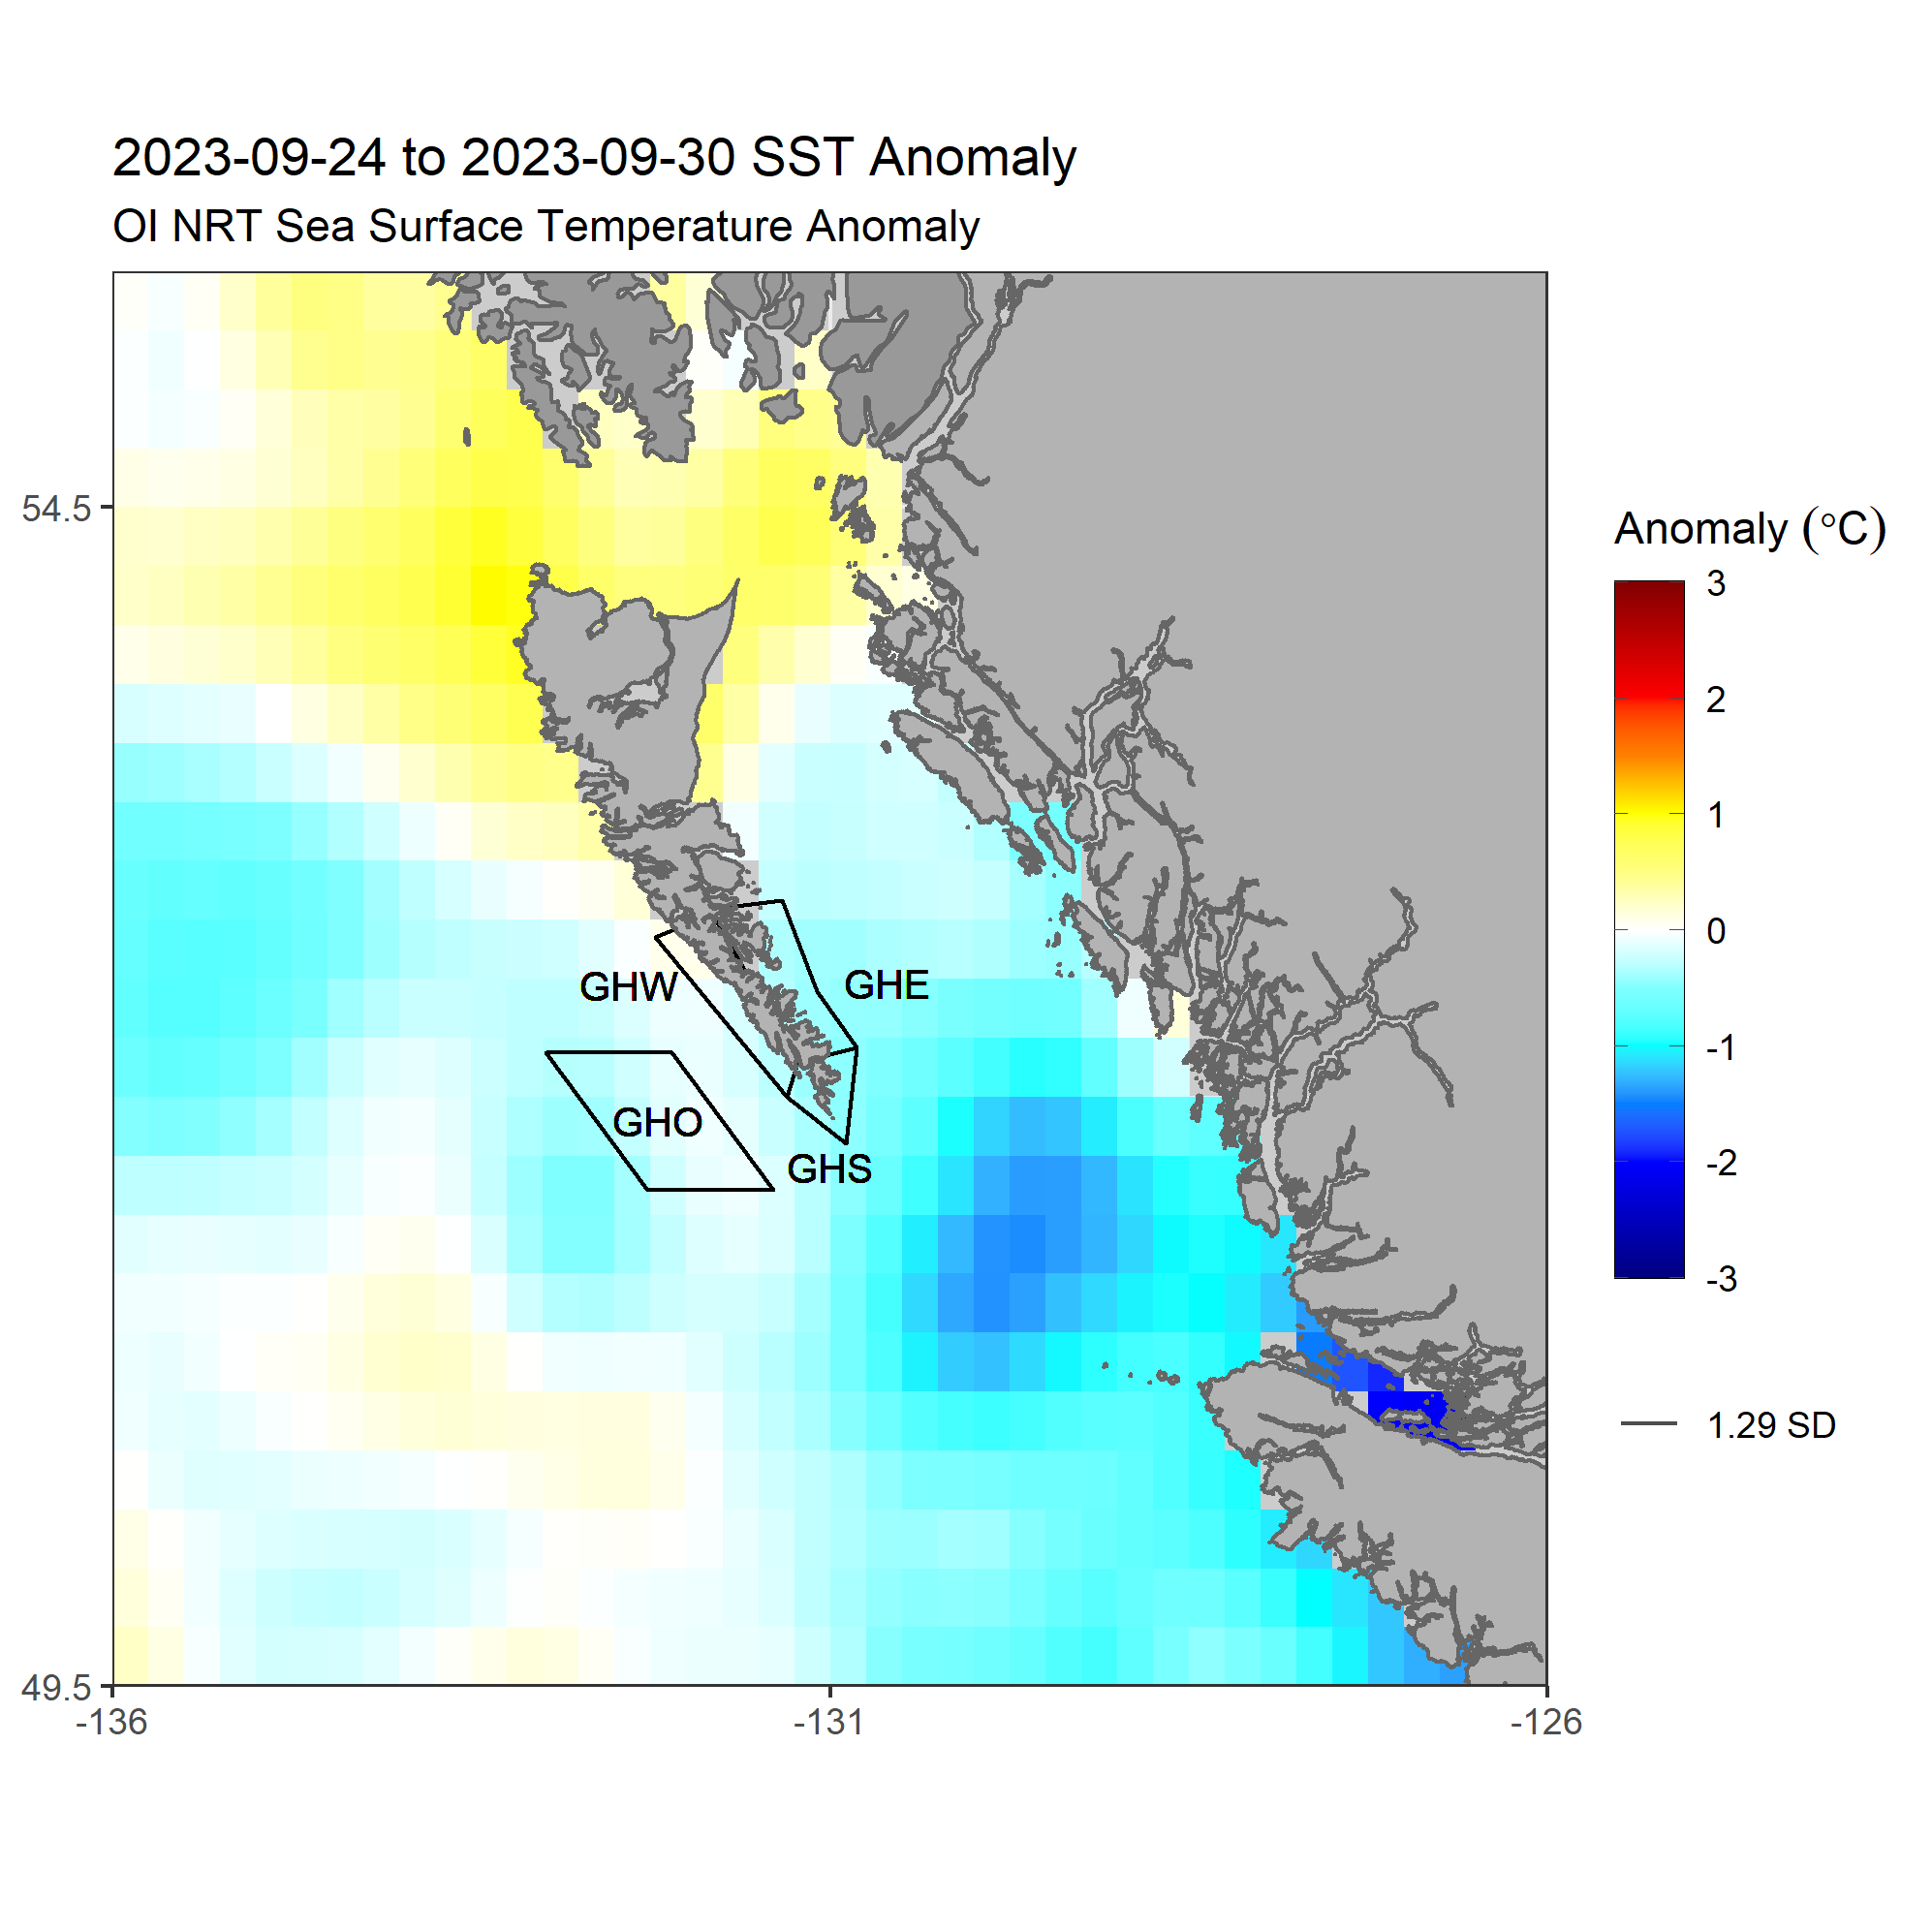 2023-09-24 to 2023-09-30 SST Anomaly
OI NRT Sea Surface Temperature Anomaly
54.5
49.5
-136
-131
-126
GHW
GHE
GHO
GHS
Anomaly (°C)
3
2
1
0
-1
-2
-3
1.29 SD